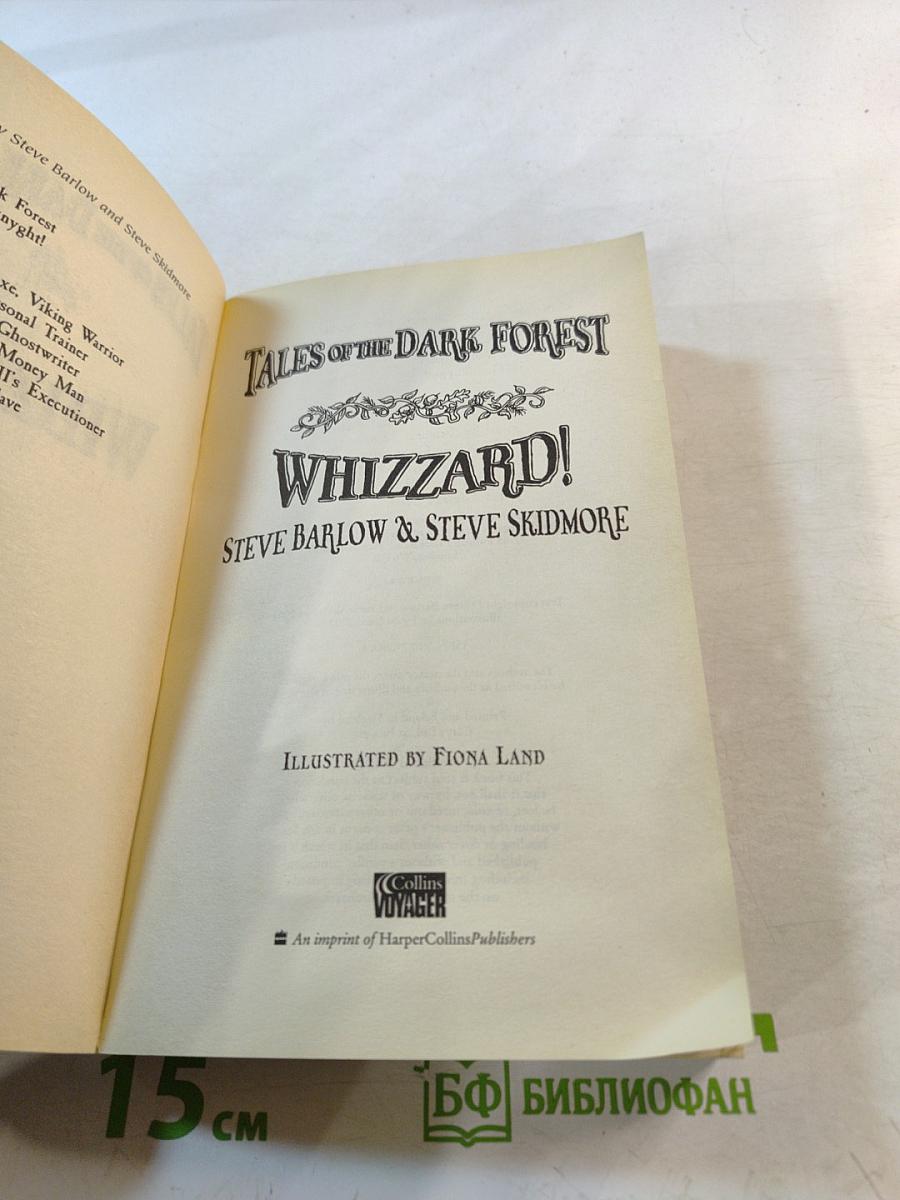 y Steve Barlow and Steve Skidmore
k Forest
nyght!
xe, Viking Warrior
sonal Trainer
Ghostwriter
Money Man
II's Executioner
ave
TALES OF THE DARK FOREST
WHIZZARD!
STEVE BARLOW & STEVE SKIDMORE
ILLUSTRATED BY FIONA LAND
Collins
VOYAGER
An imprint of HarperCollinsPublishers
15 см
БФ БИБЛИОФАН